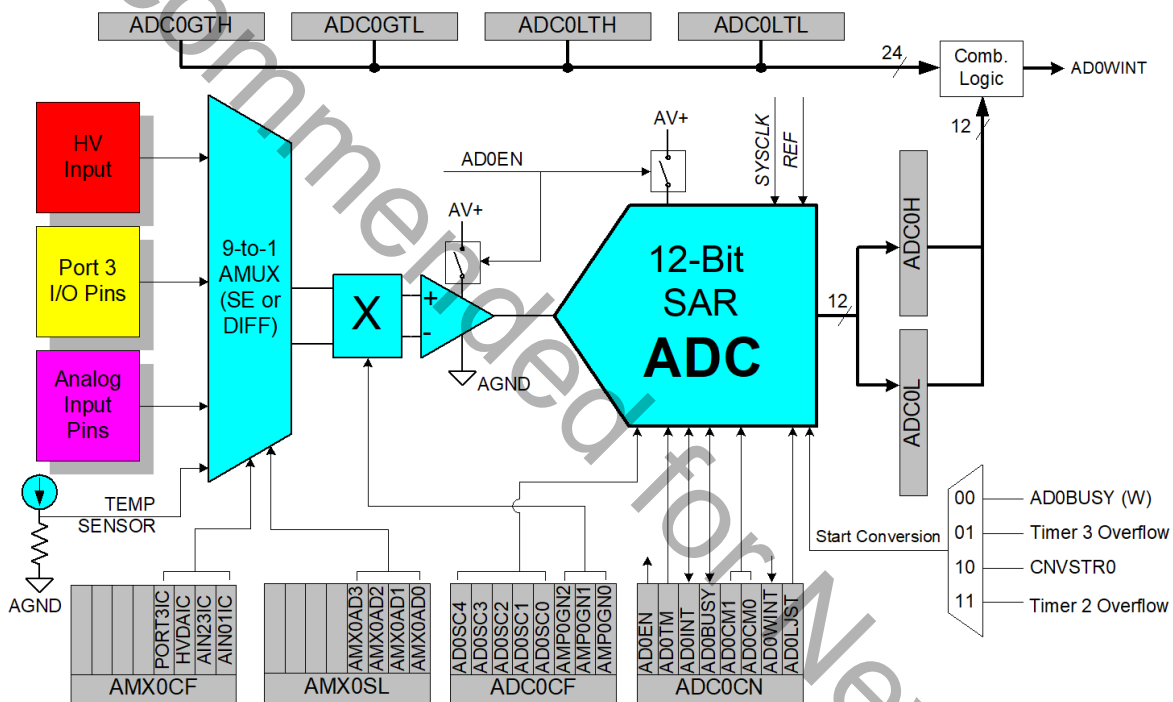 ADC0GTH
ADC0GTL
ADC0LTH
ADC0LTL
24
Comb.
Logic
AD0WINT
12
HV
Input
Port 3
I/O Pins
Analog
Input
Pins
9-to-1
AMUX
(SE or
DIFF)
X
AV+
+
-
AGND
AD0EN
AV+
SYSCLK
REF
12-Bit
SAR
ADC
12
ADC0H
ADC0L
TEMP
SENSOR
AGND
Start Conversion
00
AD0BUSY (W)
01
Timer 3 Overflow
10
CNVSTR0
11
Timer 2 Overflow
PORT3IC
HVDAIC
AIN23IC
AIN01IC
AMX0CF
AMX0AD3
AMX0AD2
AMX0AD1
AMX0AD0
AMX0SL
AD0SC4
AD0SC3
AD0SC2
AD0SC1
AD0SC0
AMP0GN2
AMP0GN1
AMP0GN0
ADC0CF
AD0EN
AD0TM
AD0INT
AD0BUSY
AD0CM1
AD0CM0
AD0WINT
AD0LJST
ADC0CN
commended for Ne